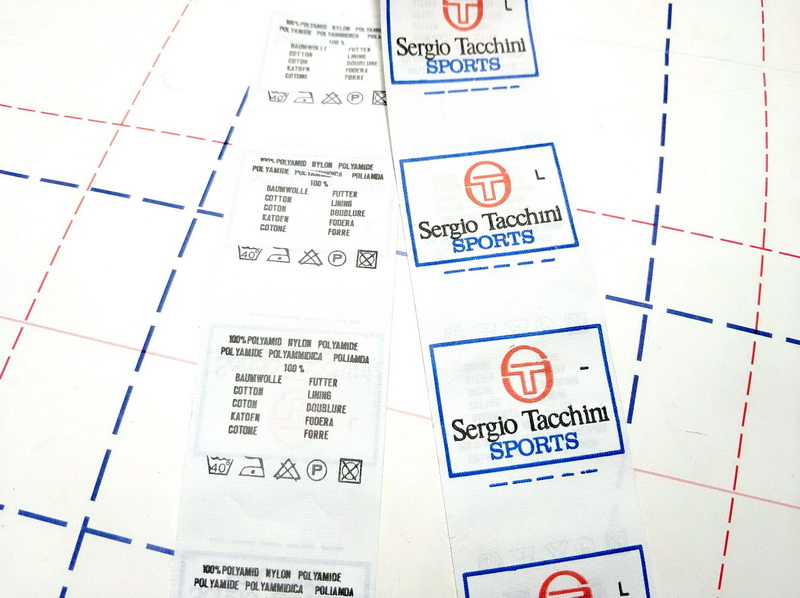 100% POLYAMID NYLON POLYAMIDE
POLYAMIDE POLYAMMIDICA
100 %
BAUMWOLLE FUTTER
COTTON LINING
COTON DOUBLURE
KATOEN FODERA
COTONE FORRE
40°
P
100% POLYAMID NYLON POLYAMIDE
POLYAMIDE POLIAMDA
100 %
BAUMWOLLE FUTTER
COTTON LINING
COTON DOUBLURE
KATOEN FODERA
COTONE FORRE
40°
P
100% POLYAMID NYLON POLYAMIDE
POLYAMIDE POLYAMMIDICA POLIAMDA
100 %
BAUMWOLLE FUTTER
COTTON LINING
COTON DOUBLURE
KATOEN FODERA
COTONE FORRE
40°
P
100% POLYAMID NYLON POLYAMIDE
POLYAMIDE POLYAMMIDICA POLIAMDA
L
Sergio Tacchini
SPORTS
L
Sergio Tacchini
SPORTS
-
Sergio Tacchini
SPORTS
L